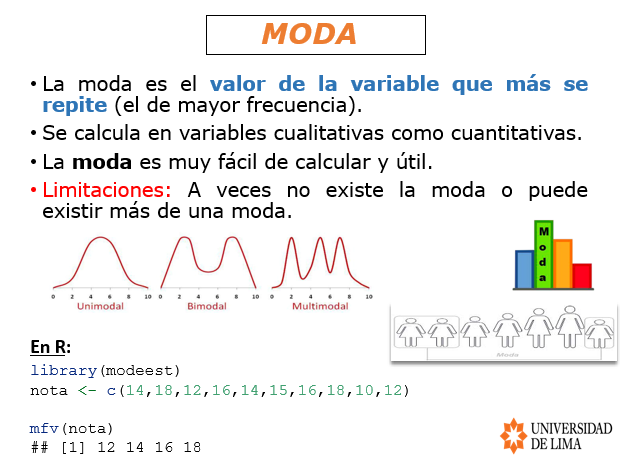 MODA
• La moda es el valor de la variable que más se
repite (el de mayor frecuencia).
• Se calcula en variables cualitativas como cuantitativas.
• La moda es muy fácil de calcular y útil.
• Limitaciones: A veces no existe la moda o puede
existir más de una moda.
0 2 4 6 8 10
Unimodal
0 2 4 6 8 10
Bimodal
0 2 4 6 8 10
Multimodal
Moda
En R:
library(modeest)
nota <- c(14,18,12,16,14,15,16,18,10,12)
mfv(nota)
## [1] 12 14 16 18
UNIVERSIDAD
DE LIMA